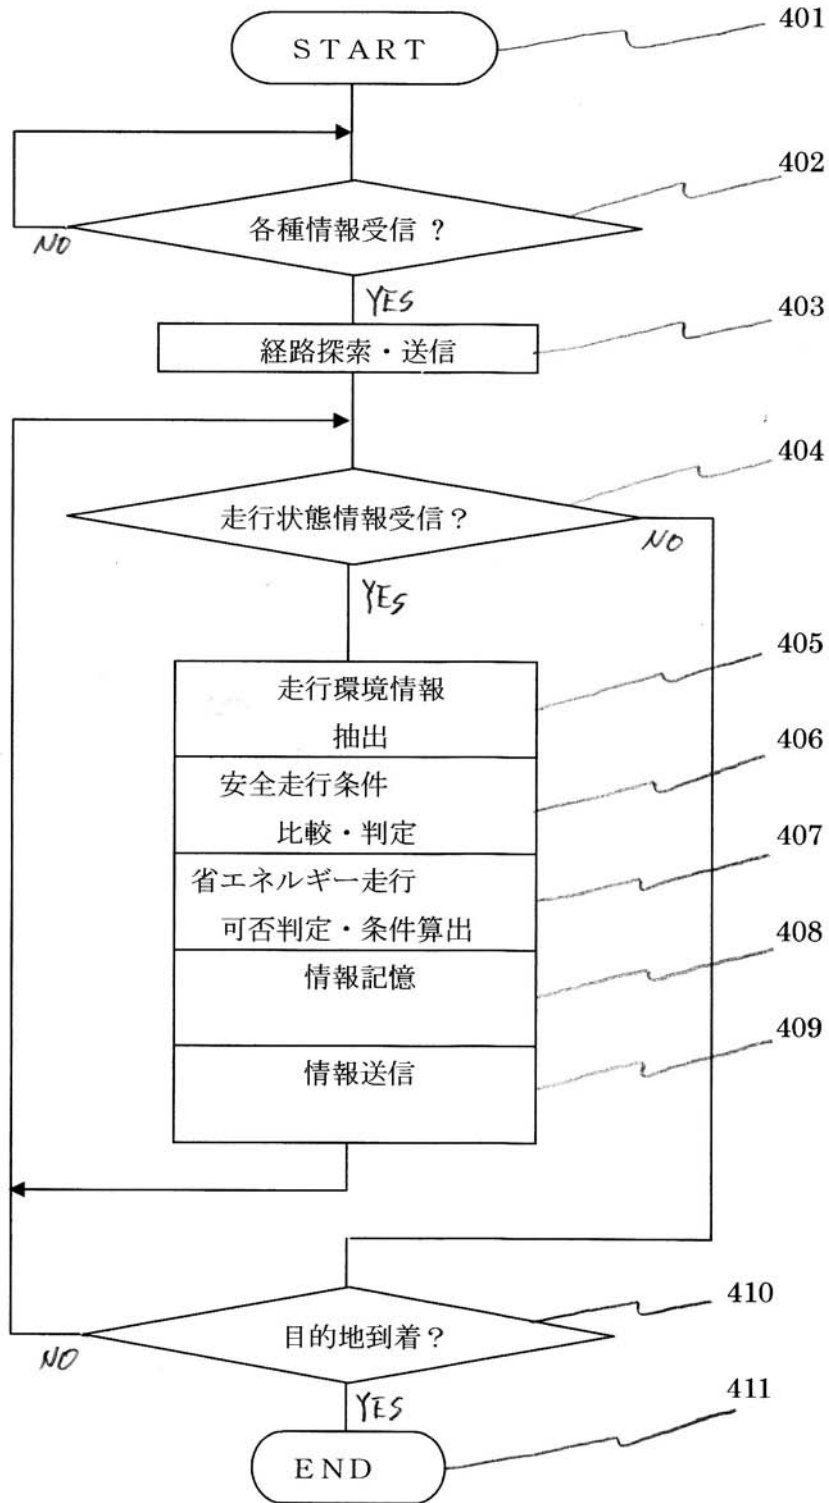 START
401
402
各種情報受信？
NO
YES
403
経路探索・送信
404
走行状態情報受信？
NO
YES
405
走行環境情報
抽出
406
安全走行条件
比較・判定
407
省エネルギー走行
可否判定・条件算出
408
情報記憶
409
情報送信
410
目的地到着？
NO
YES
411
END